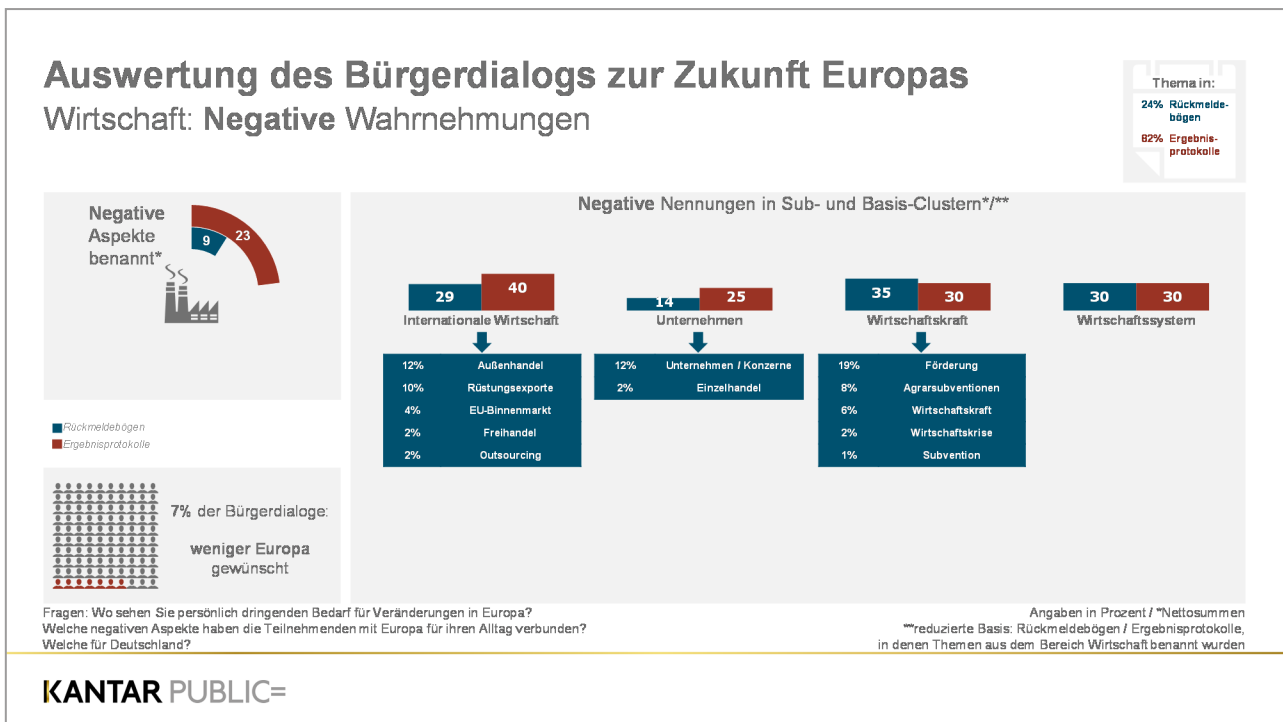 Auswertung des Bürgerdialogs zur Zukunft Europas
Wirtschaft: Negative Wahrnehmungen
Thema in:
24% Rückmelde-
bögen
82% Ergebnis-
protokolle
Negative
Aspekte
benannt*
9
23
Rückmeldebögen
Ergebnisprotokolle
7% der Bürgerdialoge:
weniger Europa
gewünscht
Negative Nennungen in Sub- und Basis-Clustern*/**
29 40
Internationale Wirtschaft
12% Außenhandel
10% Rüstungsexporte
4% EU-Binnenmarkt
2% Freihandel
2% Outsourcing
14 25
Unternehmen
12% Unternehmen / Konzerne
2% Einzelhandel
35 30
Wirtschaftskraft
19% Förderung
8% Agrarsubventionen
6% Wirtschaftskraft
2% Wirtschaftskrise
1% Subvention
30 30
Wirtschaftssystem
Fragen: Wo sehen Sie persönlich dringenden Bedarf für Veränderungen in Europa?
Welche negativen Aspekte haben die Teilnehmenden mit Europa für ihren Alltag verbunden?
Welche für Deutschland?
Angaben in Prozent / *Nettosummen
**reduzierte Basis: Rückmeldebögen / Ergebnisprotokolle,
in denen Themen aus dem Bereich Wirtschaft benannt wurden
KANTAR PUBLIC=